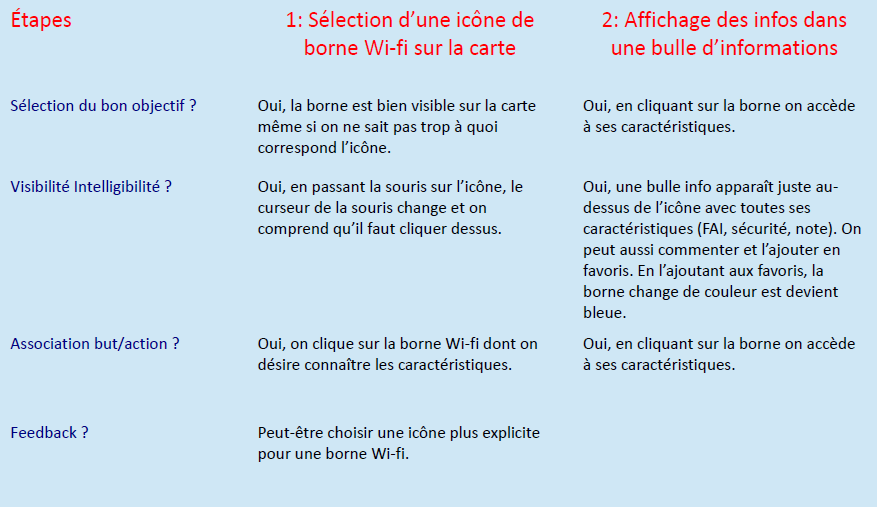 Étapes
1: Sélection d’une icône de
borne Wi-fi sur la carte
2: Affichage des infos dans
une bulle d’informations
Sélection du bon objectif ?
Oui, la borne est bien visible sur la carte
même si on ne sait pas trop à quoi
correspond l’icône.
Oui, en cliquant sur la borne on accède
à ses caractéristiques.
Visibilité Intelligibilité ?
Oui, en passant la souris sur l’icône, le
curseur de la souris change et on
comprend qu’il faut cliquer dessus.
Oui, une bulle info apparaît juste au-
dessus de l’icône avec toutes ses
caractéristiques (FAI, sécurité, note). On
peut aussi commenter et l’ajouter en
favoris. En l’ajoutant aux favoris, la
borne change de couleur est devient
bleue.
Association but/action ?
Oui, on clique sur la borne Wi-fi dont on
désire connaître les caractéristiques.
Oui, en cliquant sur la borne on accède
à ses caractéristiques.
Feedback ?
Peut-être choisir une icône plus explicite
pour une borne Wi-fi.